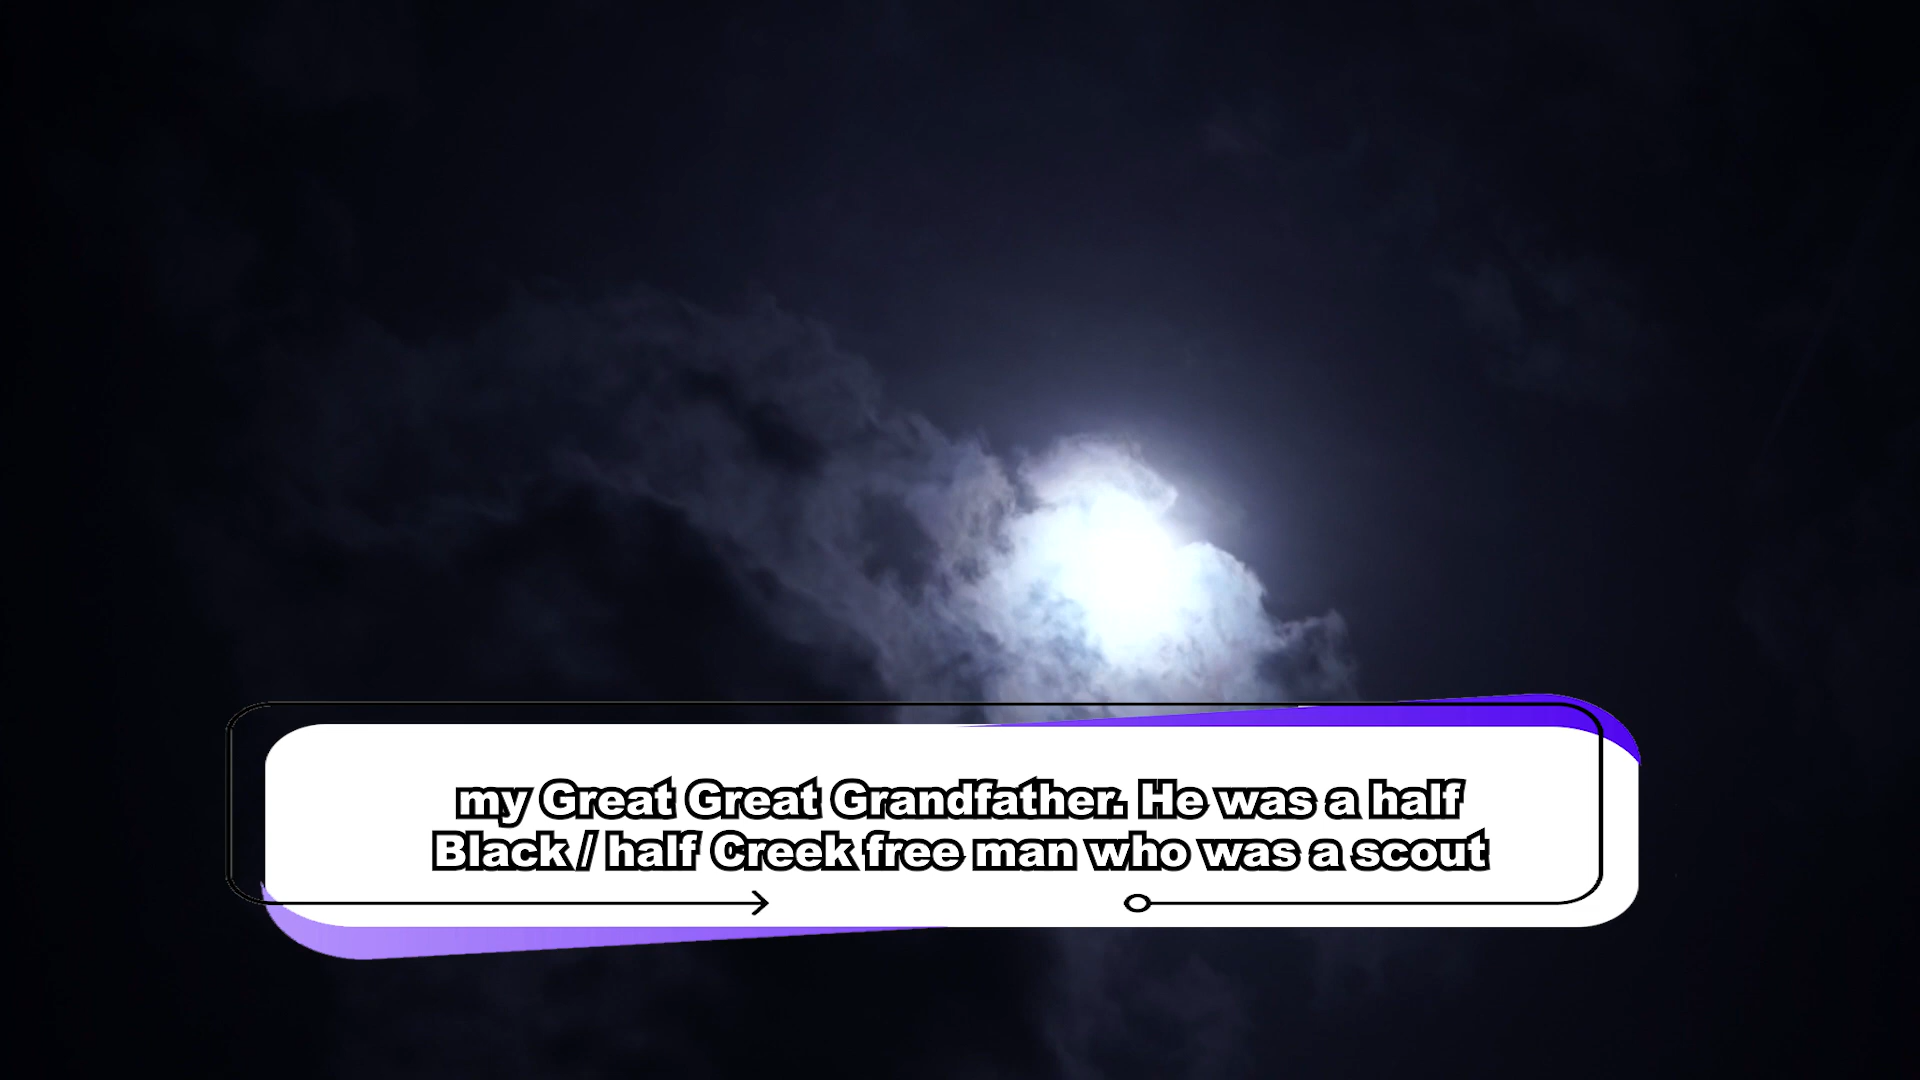 my Great Great Grandfather. He was a half
Black / half Creek free man who was a scout